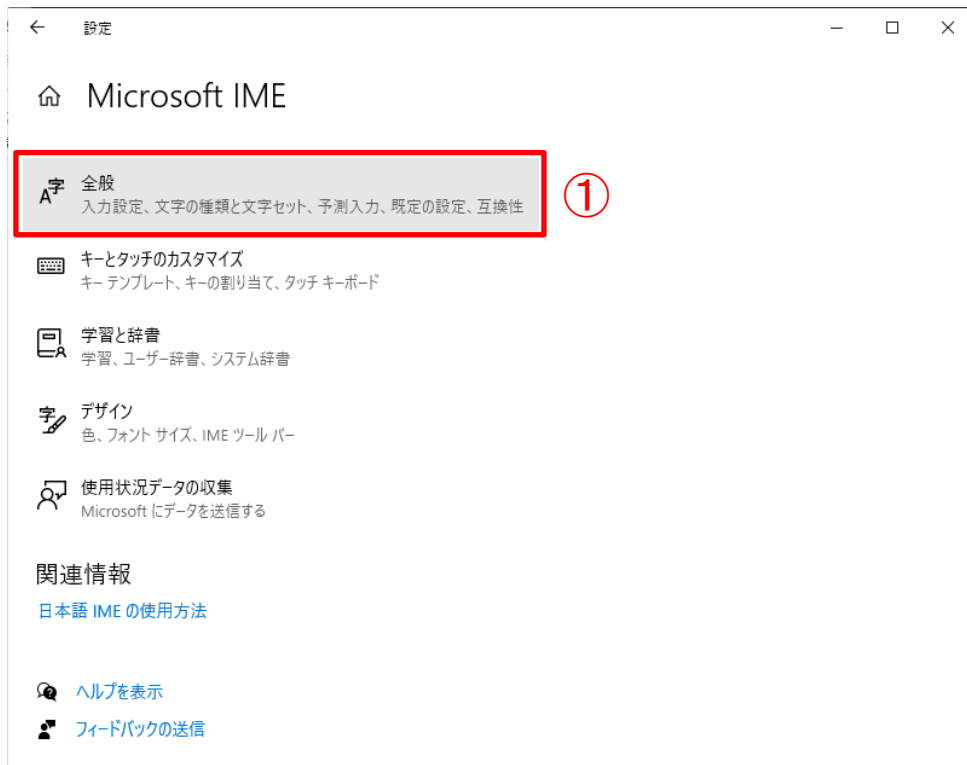 設定
Microsoft IME
全般
入力設定、文字の種類と文字セット、予測入力、既定の設定、互換性
①
キーとタッチのカスタマイズ
キー テンプレート、キーの割り当て、タッチ キーボード
学習と辞書
学習、ユーザー辞書、システム辞書
デザイン
色、フォント サイズ、IME ツール バー
使用状況データの収集
Microsoft にデータを送信する
関連情報
日本語 IME の使用方法
ヘルプを表示
フィードバックの送信